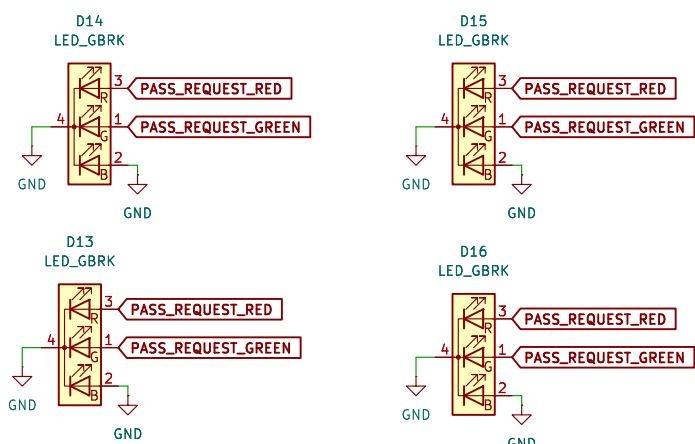 D14
LED_GBRK
3
PASS_REQUEST_RED
R
4
1
PASS_REQUEST_GREEN
G
2
B
GND
GND
D15
LED_GBRK
3
PASS_REQUEST_RED
R
4
1
PASS_REQUEST_GREEN
G
2
B
GND
GND
D13
LED_GBRK
3
PASS_REQUEST_RED
R
4
1
PASS_REQUEST_GREEN
G
2
B
GND
GND
D16
LED_GBRK
3
PASS_REQUEST_RED
R
4
1
PASS_REQUEST_GREEN
G
2
B
GND
GND